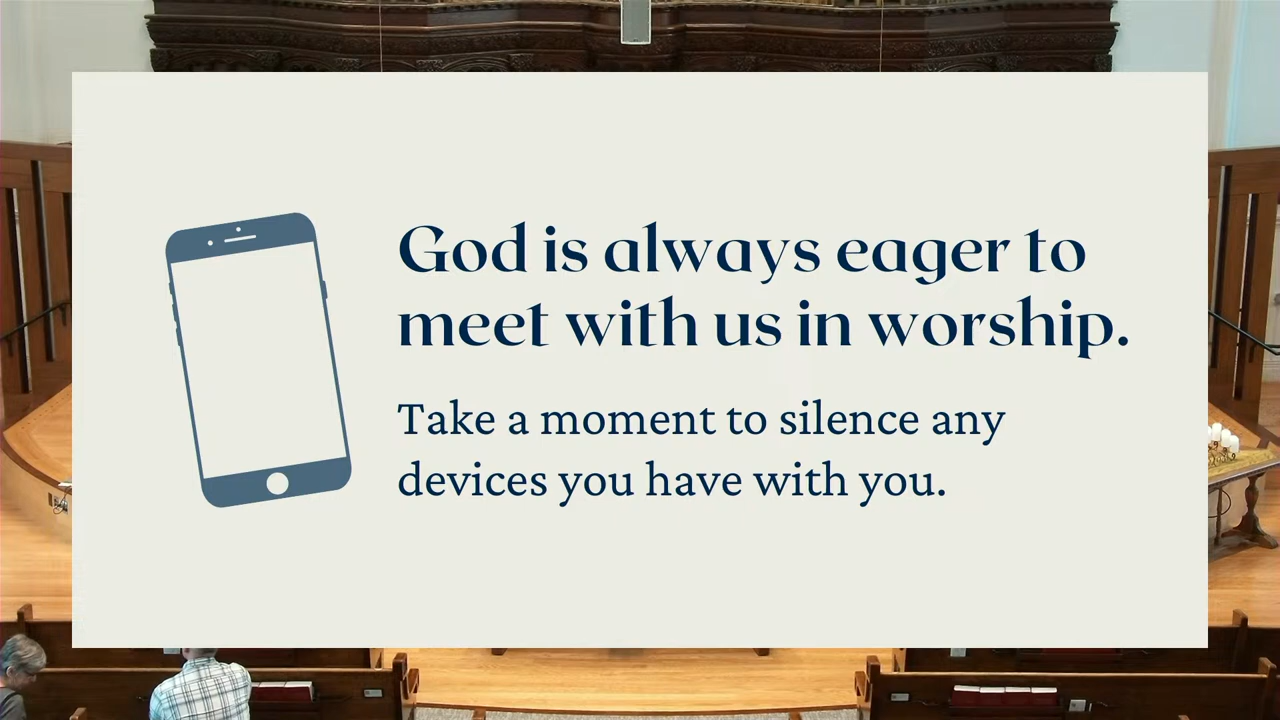 God is always eager to
meet with us in worship.
Take a moment to silence any
devices you have with you.